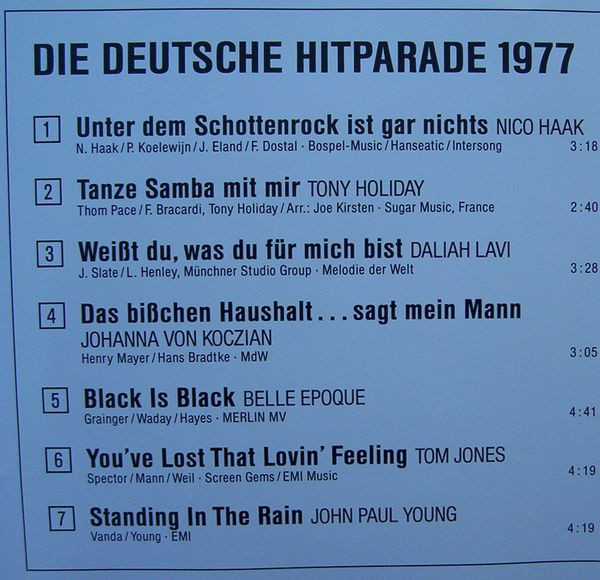 DIE DEUTSCHE HITPARADE 1977
1 Unter dem Schottenrock ist gar nichts NICO HAAK
N. Haak/P. Koelewijn/J. Eland/F. Dostal · Bospel-Music/Hanseatic/Intersong 3:18
2 Tanze Samba mit mir TONY HOLIDAY
Thom Pace/F. Bracardi, Tony Holiday/Arr.: Joe Kirsten · Sugar Music, France 2:40
3 Weißt du, was du für mich bist DALIAH LAVI
J. Slate/L. Henley, Münchner Studio Group · Melodie der Welt 3:28
4 Das bißchen Haushalt... sagt mein Mann
JOHANNA VON KOCZIAN
Henry Mayer/Hans Bradtke · MdW 3:05
5 Black Is Black BELLE EPOQUE
Grainger/Waday/Hayes · MERLIN MV 4:41
6 You've Lost That Lovin' Feeling TOM JONES
Spector/Mann/Weil · Screen Gems/EMI Music 4:19
7 Standing In The Rain JOHN PAUL YOUNG
Vanda/Young · EMI 4:19